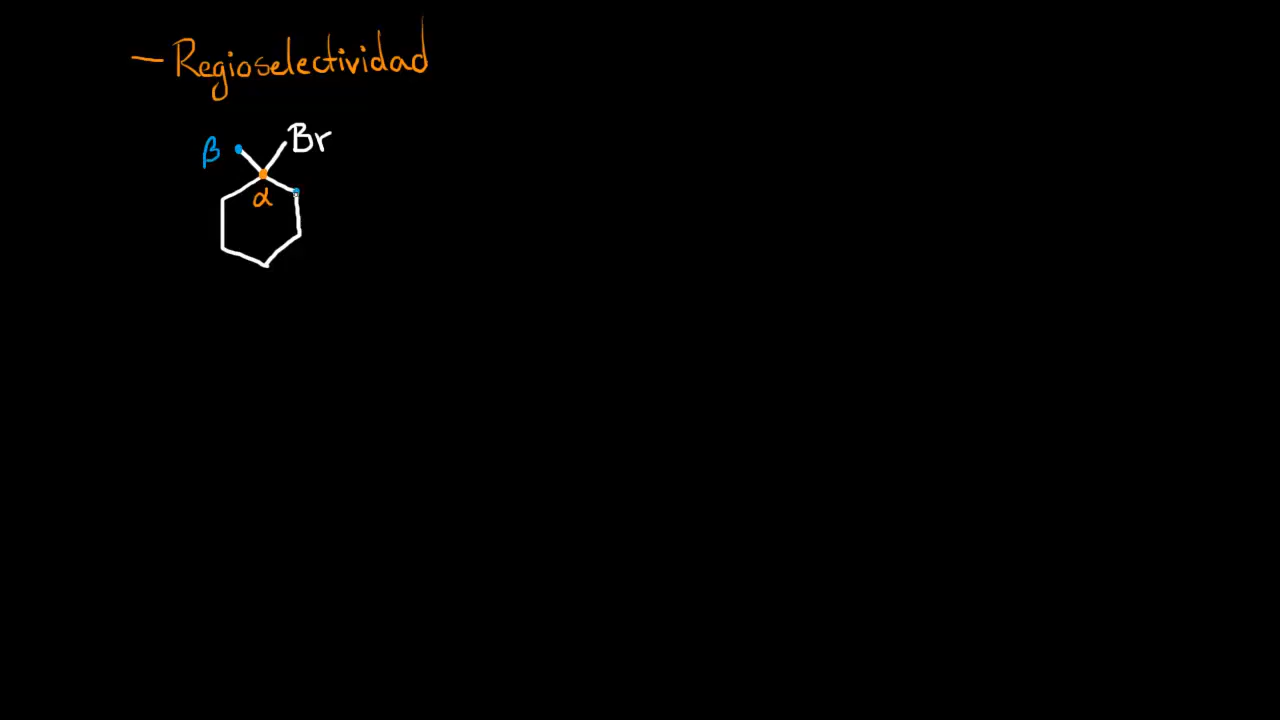 – Regioselectividad
Br
β
α